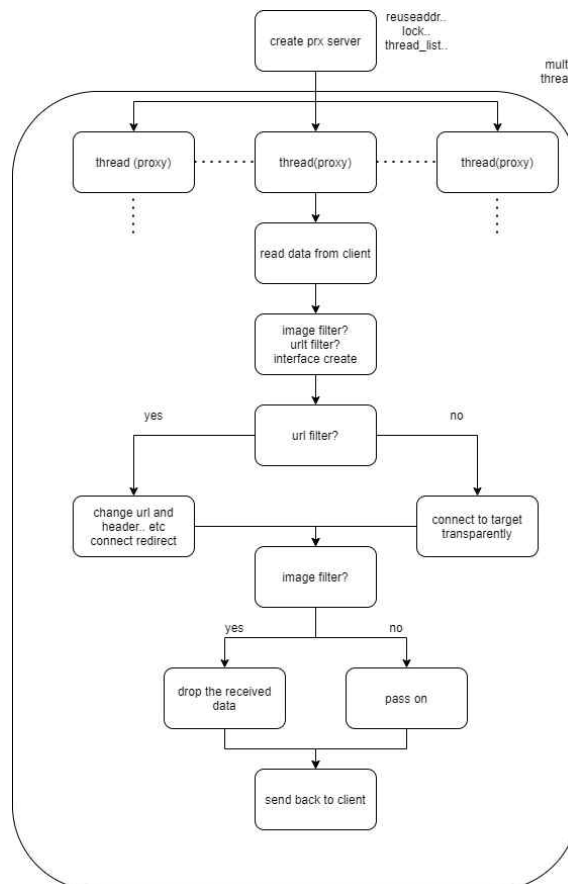 create prx server
reuseaddr..
lock..
thread_list..
mult
threa
thread (proxy)
thread(proxy)
thread(proxy)
read data from client
image filter?
urlt filter?
interface create
yes
no
url filter?
change url and
header.. etc
connect redirect
connect to target
transparently
image filter?
yes
no
drop the received
data
pass on
send back to client